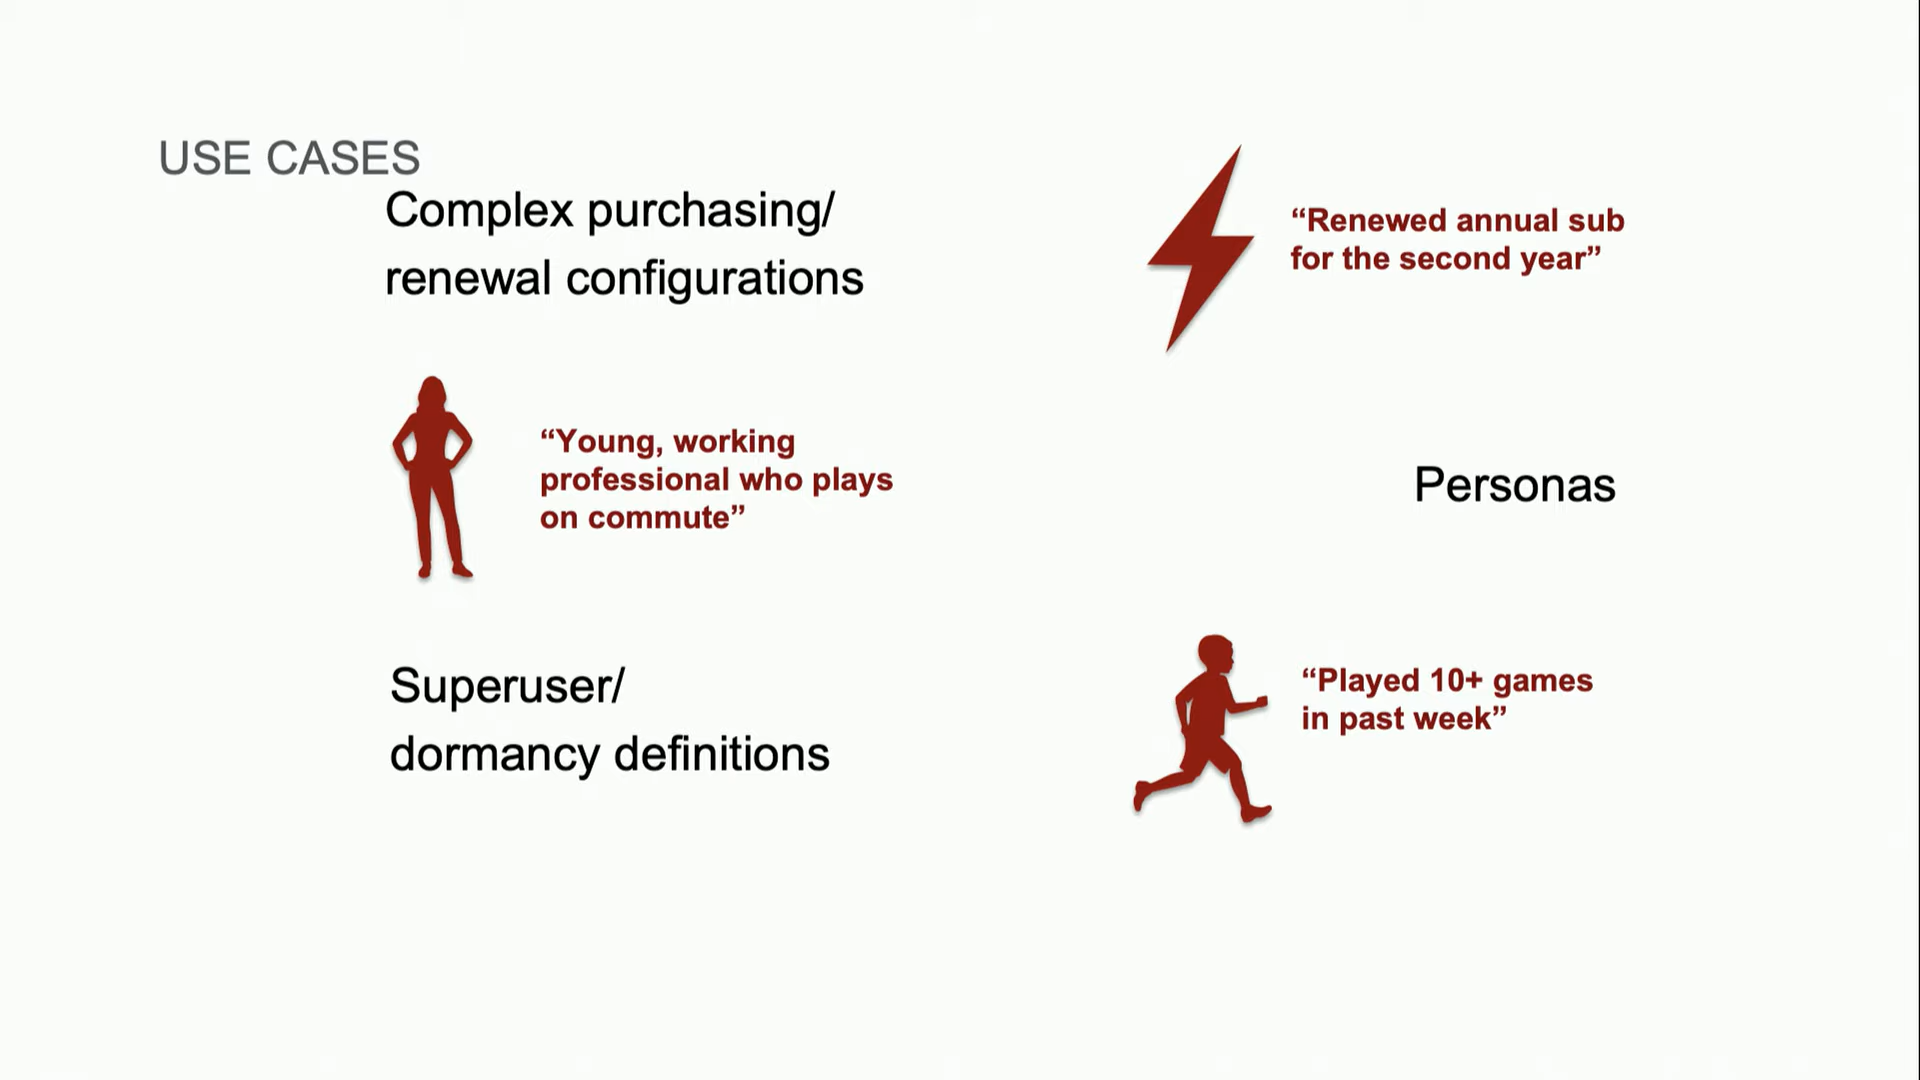 USE CASES
Complex purchasing/
renewal configurations
“Renewed annual sub
for the second year”
“Young, working
professional who plays
on commute”
Personas
Superuser/
dormancy definitions
“Played 10+ games
in past week”